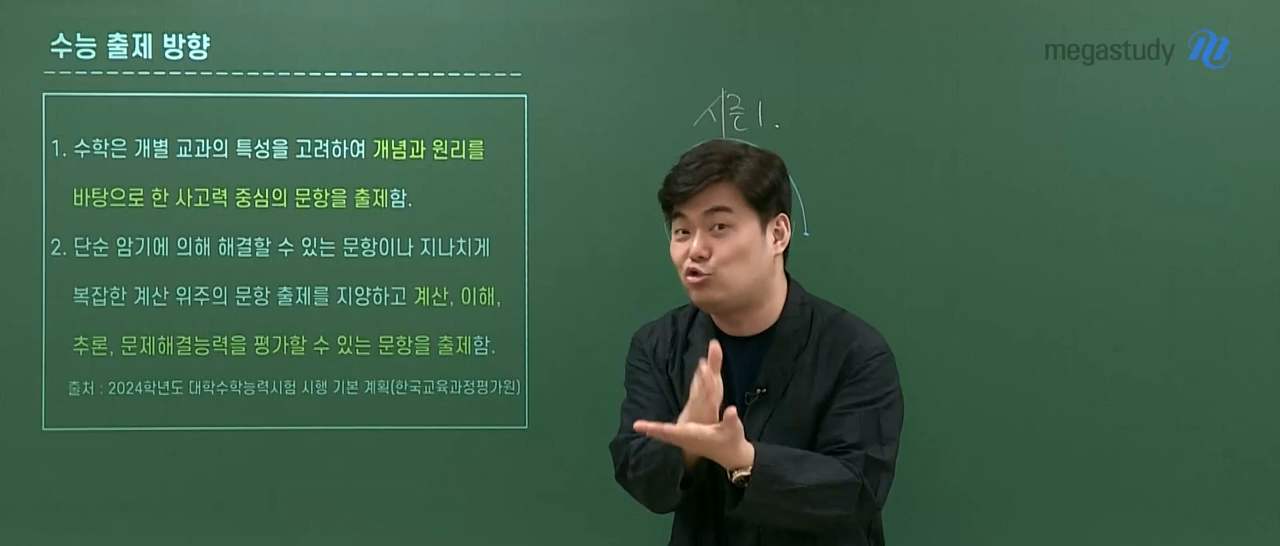 수능 출제 방향
megastudy
시즌 1.
1. 수학은 개별 교과의 특성을 고려하여 개념과 원리를
바탕으로 한 사고력 중심의 문항을 출제함.
2. 단순 암기에 의해 해결할 수 있는 문항이나 지나치게
복잡한 계산 위주의 문항 출제를 지양하고 계산, 이해,
추론, 문제해결능력을 평가할 수 있는 문항을 출제함.
출처 : 2024학년도 대학수학능력시험 시행 기본 계획(한국교육과정평가원)